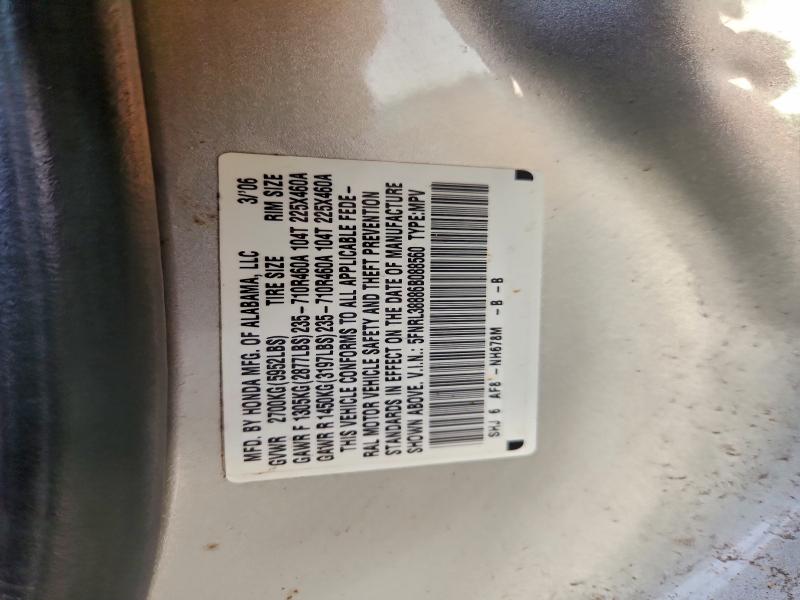 MFD. BY HONDA MFG. OF ALABAMA, LLC 3/'06
GVWR 2700KG(5952LBS) TIRE SIZE RIM SIZE
GAWR F 1305KG(2877LBS)235-710R460A 104T 225X460A
GAWR R 1450KG(3197LBS)235-710R460A 104T 225X460A
THIS VEHICLE CONFORMS TO ALL APPLICABLE FEDE-
RAL MOTOR VEHICLE SAFETY AND THEFT PREVENTION
STANDARDS IN EFFECT ON THE DATE OF MANUFACTURE
SHOWN ABOVE. V.I.N.: 5FNRL38886B088560 TYPE:MPV
SHJ 6 AF8 -NH678M -B -B